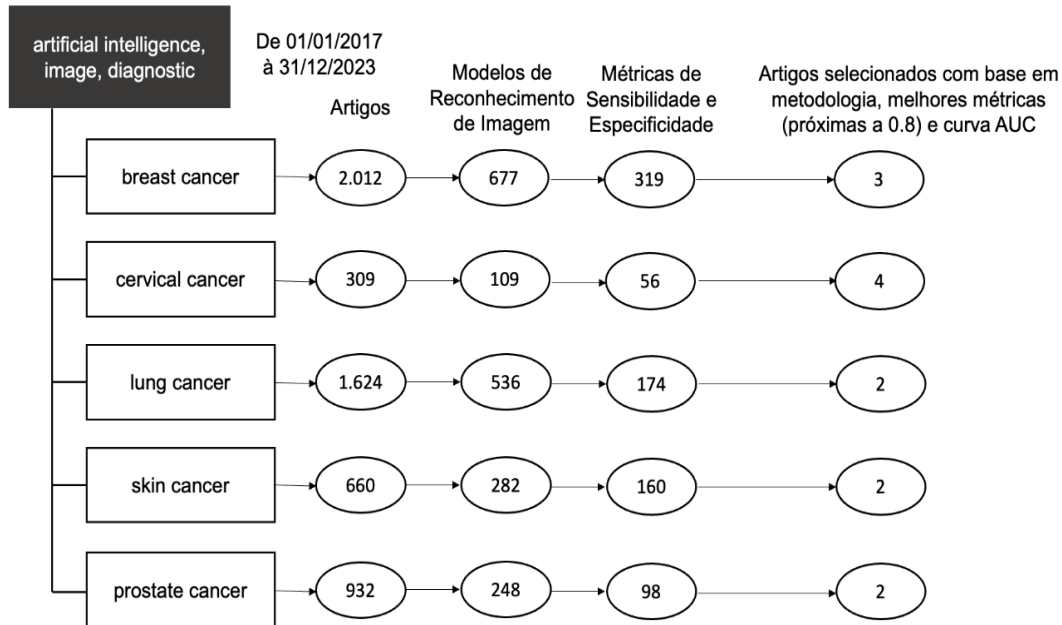 artificial intelligence,
image, diagnostic
De 01/01/2017
à 31/12/2023
Artigos
Modelos de
Reconhecimento
de Imagem
Métricas de
Sensibilidade e
Especificidade
Artigos selecionados com base em
metodologia, melhores métricas
(próximas a 0.8) e curva AUC
breast cancer 2.012 677 319 3
cervical cancer 309 109 56 4
lung cancer 1.624 536 174 2
skin cancer 660 282 160 2
prostate cancer 932 248 98 2